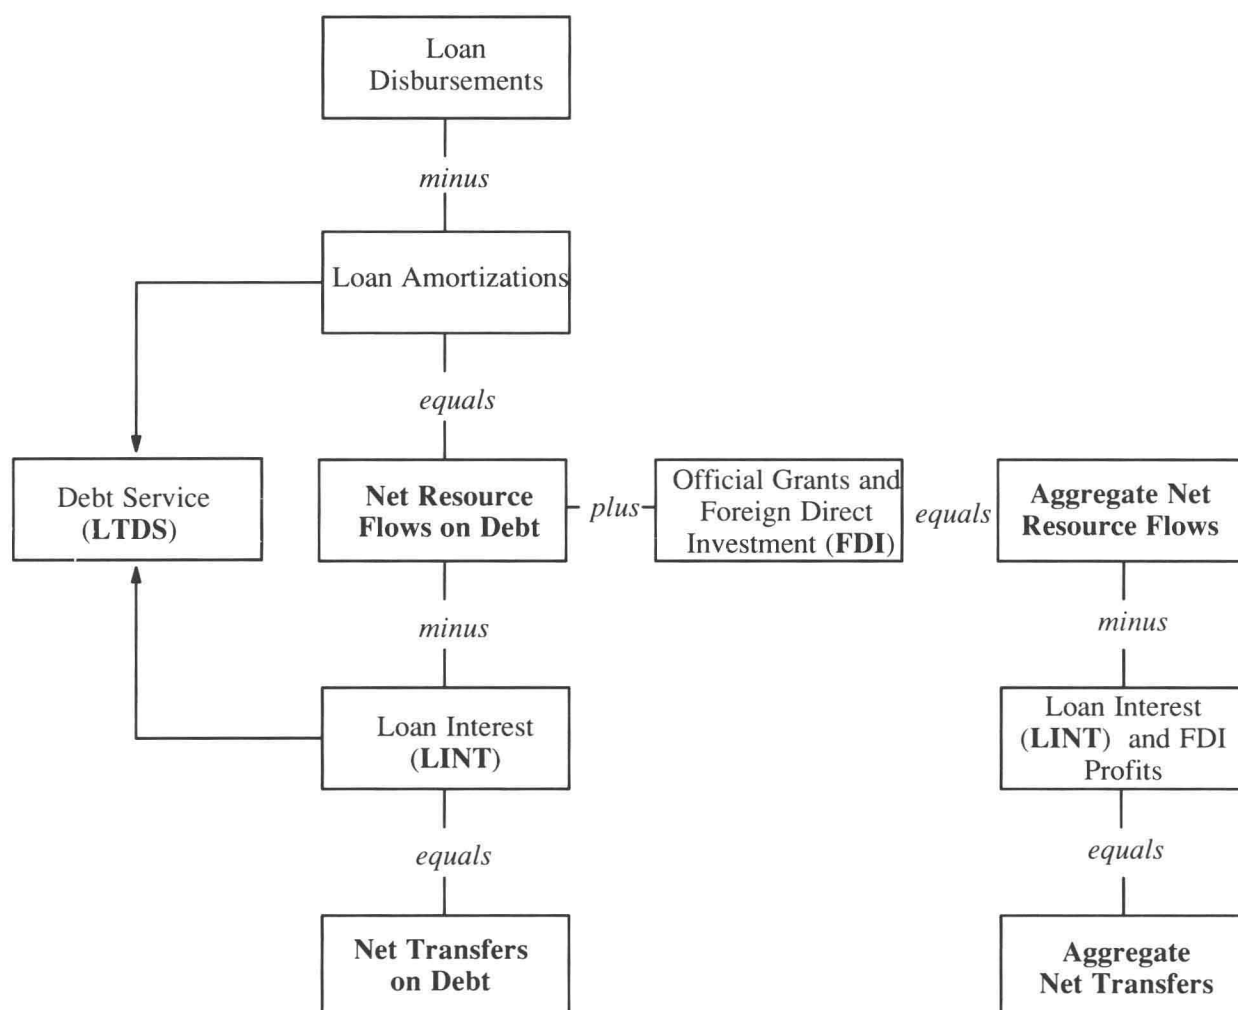 Loan
Disbursements
minus
Loan Amortizations
equals
Debt Service
(LTDS)
Net Resource
Flows on Debt
plus
Official Grants and
Foreign Direct
Investment (FDI)
equals
Aggregate Net
Resource Flows
minus
minus
Loan Interest
(LINT)
Loan Interest
(LINT) and FDI
Profits
equals
equals
Net Transfers
on Debt
Aggregate
Net Transfers